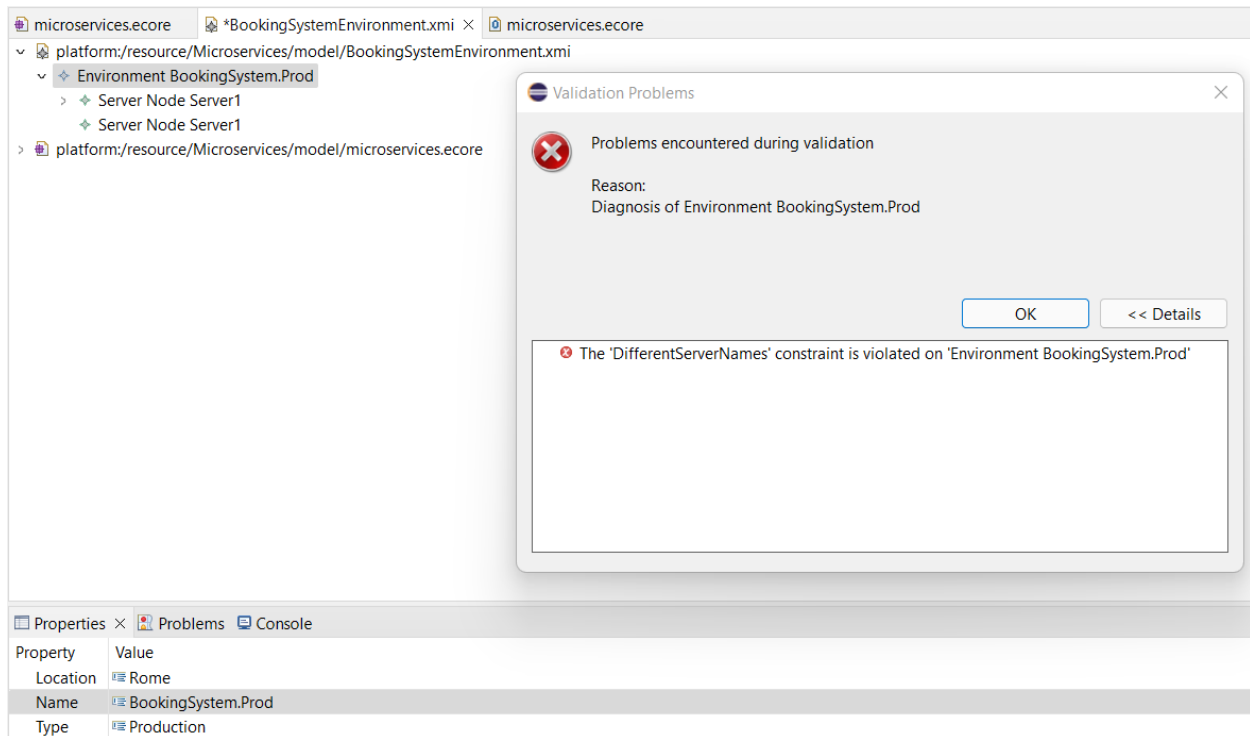 microservices.ecore *BookingSystemEnvironment.xmi microservices.ecore
platform:/resource/Microservices/model/BookingSystemEnvironment.xmi
Environment BookingSystem.Prod
Server Node Server1
Server Node Server1
platform:/resource/Microservices/model/microservices.ecore
Validation Problems
Problems encountered during validation
Reason:
Diagnosis of Environment BookingSystem.Prod
OK << Details
The 'DifferentServerNames' constraint is violated on 'Environment BookingSystem.Prod'
Properties Problems Console
Property Value
Location Rome
Name BookingSystem.Prod
Type Production